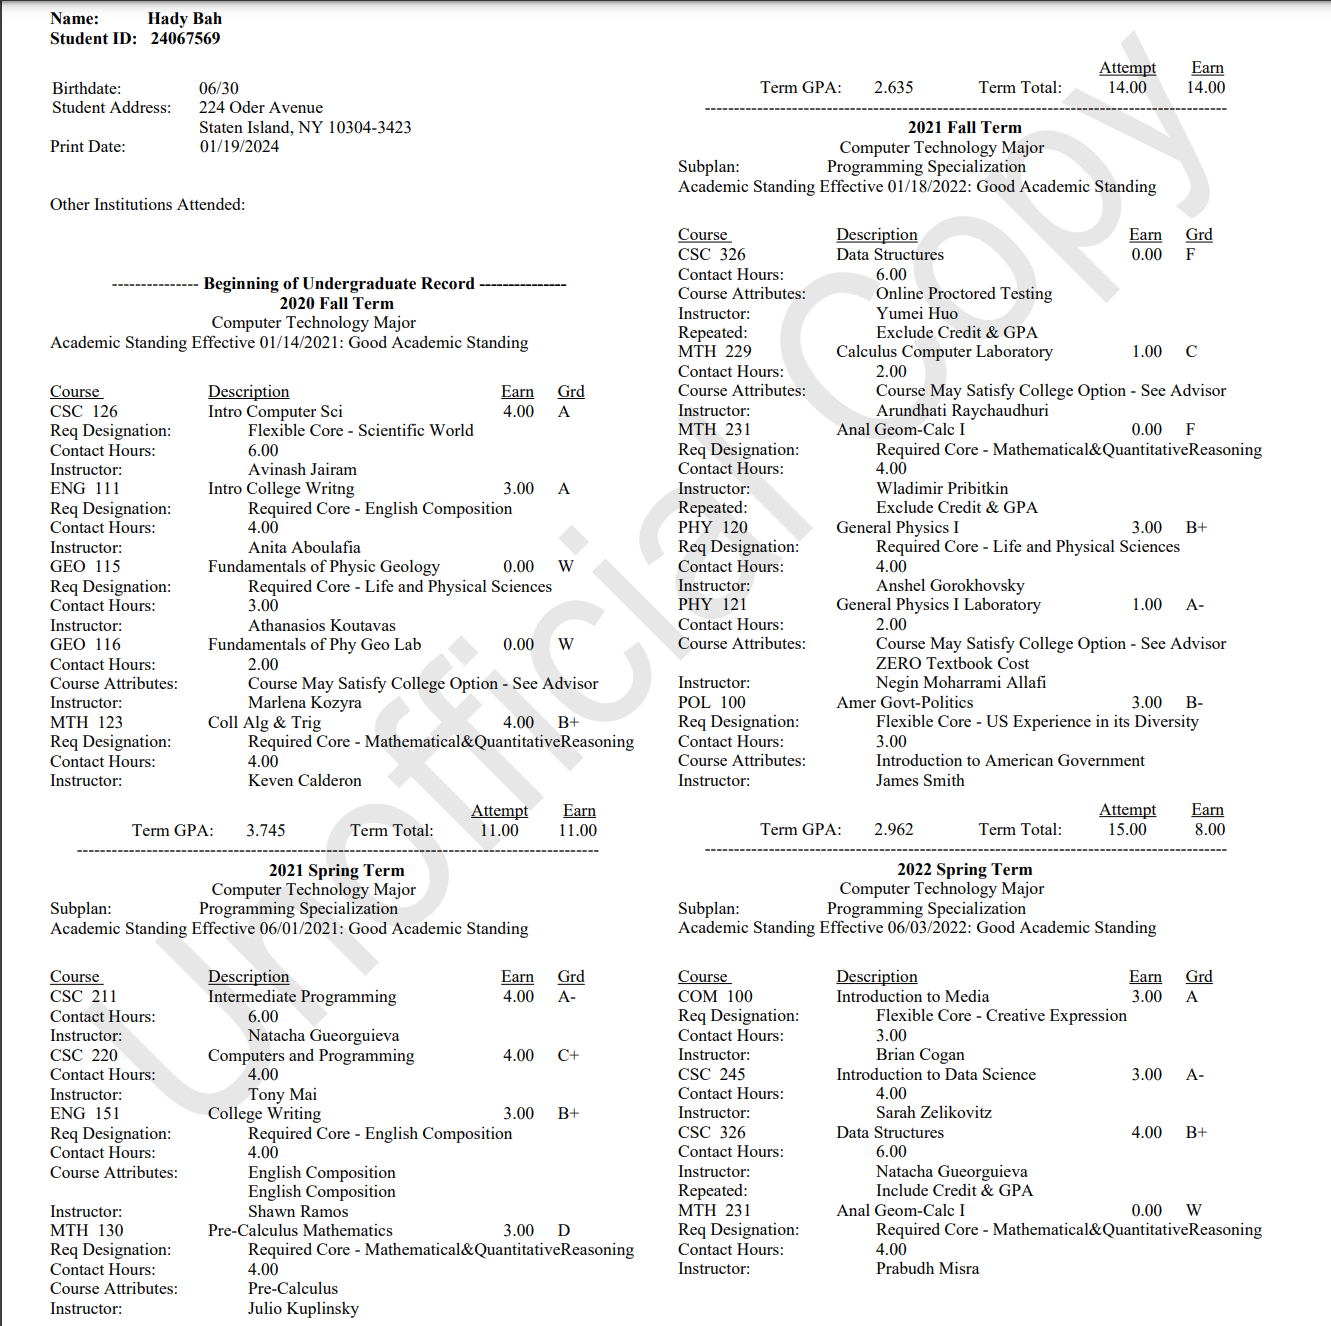 Name: Hady Bah
Student ID: 24067569
Birthdate: 06/30
Student Address: 224 Oder Avenue
Staten Island, NY 10304-3423
Print Date: 01/19/2024
Other Institutions Attended:
--------------- Beginning of Undergraduate Record ---------------
2020 Fall Term
Computer Technology Major
Academic Standing Effective 01/14/2021: Good Academic Standing
Course Description Earn Grd
CSC 126 Intro Computer Sci 4.00 A
Req Designation: Flexible Core - Scientific World
Contact Hours: 6.00
Instructor: Avinash Jairam
ENG 111 Intro College Writng 3.00 A
Req Designation: Required Core - English Composition
Contact Hours: 4.00
Instructor: Anita Aboulafia
GEO 115 Fundamentals of Physic Geology 0.00 W
Req Designation: Required Core - Life and Physical Sciences
Contact Hours: 3.00
Instructor: Athanasios Koutavas
GEO 116 Fundamentals of Phy Geo Lab 0.00 W
Contact Hours: 2.00
Course Attributes: Course May Satisfy College Option - See Advisor
Instructor: Marlena Kozyra
MTH 123 Coll Alg & Trig 4.00 B+
Req Designation: Required Core - Mathematical&QuantitativeReasoning
Contact Hours: 4.00
Instructor: Keven Calderon
Attempt Earn
Term GPA: 3.745 Term Total: 11.00 11.00
2021 Spring Term
Computer Technology Major
Subplan: Programming Specialization
Academic Standing Effective 06/01/2021: Good Academic Standing
Course Description Earn Grd
CSC 211 Intermediate Programming 4.00 A-
Contact Hours: 6.00
Instructor: Natacha Gueorguieva
CSC 220 Computers and Programming 4.00 C+
Contact Hours: 4.00
Instructor: Tony Mai
ENG 151 College Writing 3.00 B+
Req Designation: Required Core - English Composition
Contact Hours: 4.00
Course Attributes: English Composition
English Composition
Instructor: Shawn Ramos
MTH 130 Pre-Calculus Mathematics 3.00 D
Req Designation: Required Core - Mathematical&QuantitativeReasoning
Contact Hours: 4.00
Course Attributes: Pre-Calculus
Instructor: Julio Kuplinsky
Attempt Earn
Term GPA: 2.635 Term Total: 14.00 14.00
2021 Fall Term
Computer Technology Major
Subplan: Programming Specialization
Academic Standing Effective 01/18/2022: Good Academic Standing
Course Description Earn Grd
CSC 326 Data Structures 0.00 F
Contact Hours: 6.00
Course Attributes: Online Proctored Testing
Instructor: Yumei Huo
Repeated: Exclude Credit & GPA
MTH 229 Calculus Computer Laboratory 1.00 C
Contact Hours: 2.00
Course Attributes: Course May Satisfy College Option - See Advisor
Instructor: Arundhati Raychaudhuri
MTH 231 Anal Geom-Calc I 0.00 F
Req Designation: Required Core - Mathematical&QuantitativeReasoning
Contact Hours: 4.00
Instructor: Wladimir Pribitkin
Repeated: Exclude Credit & GPA
PHY 120 General Physics I 3.00 B+
Req Designation: Required Core - Life and Physical Sciences
Contact Hours: 4.00
Instructor: Anshel Gorokhovsky
PHY 121 General Physics I Laboratory 1.00 A-
Contact Hours: 2.00
Course Attributes: Course May Satisfy College Option - See Advisor
ZERO Textbook Cost
Instructor: Negin Moharrami Allafi
POL 100 Amer Govt-Politics 3.00 B-
Req Designation: Flexible Core - US Experience in its Diversity
Contact Hours: 3.00
Course Attributes: Introduction to American Government
Instructor: James Smith
Attempt Earn
Term GPA: 2.962 Term Total: 15.00 8.00
2022 Spring Term
Computer Technology Major
Subplan: Programming Specialization
Academic Standing Effective 06/03/2022: Good Academic Standing
Course Description Earn Grd
COM 100 Introduction to Media 3.00 A
Req Designation: Flexible Core - Creative Expression
Contact Hours: 3.00
Instructor: Brian Cogan
CSC 245 Introduction to Data Science 3.00 A-
Contact Hours: 4.00
Instructor: Sarah Zelikovitz
CSC 326 Data Structures 4.00 B+
Contact Hours: 6.00
Instructor: Natacha Gueorguieva
Repeated: Include Credit & GPA
MTH 231 Anal Geom-Calc I 0.00 W
Req Designation: Required Core - Mathematical&QuantitativeReasoning
Contact Hours: 4.00
Instructor: Prabudh Misra
Unofficial Copy